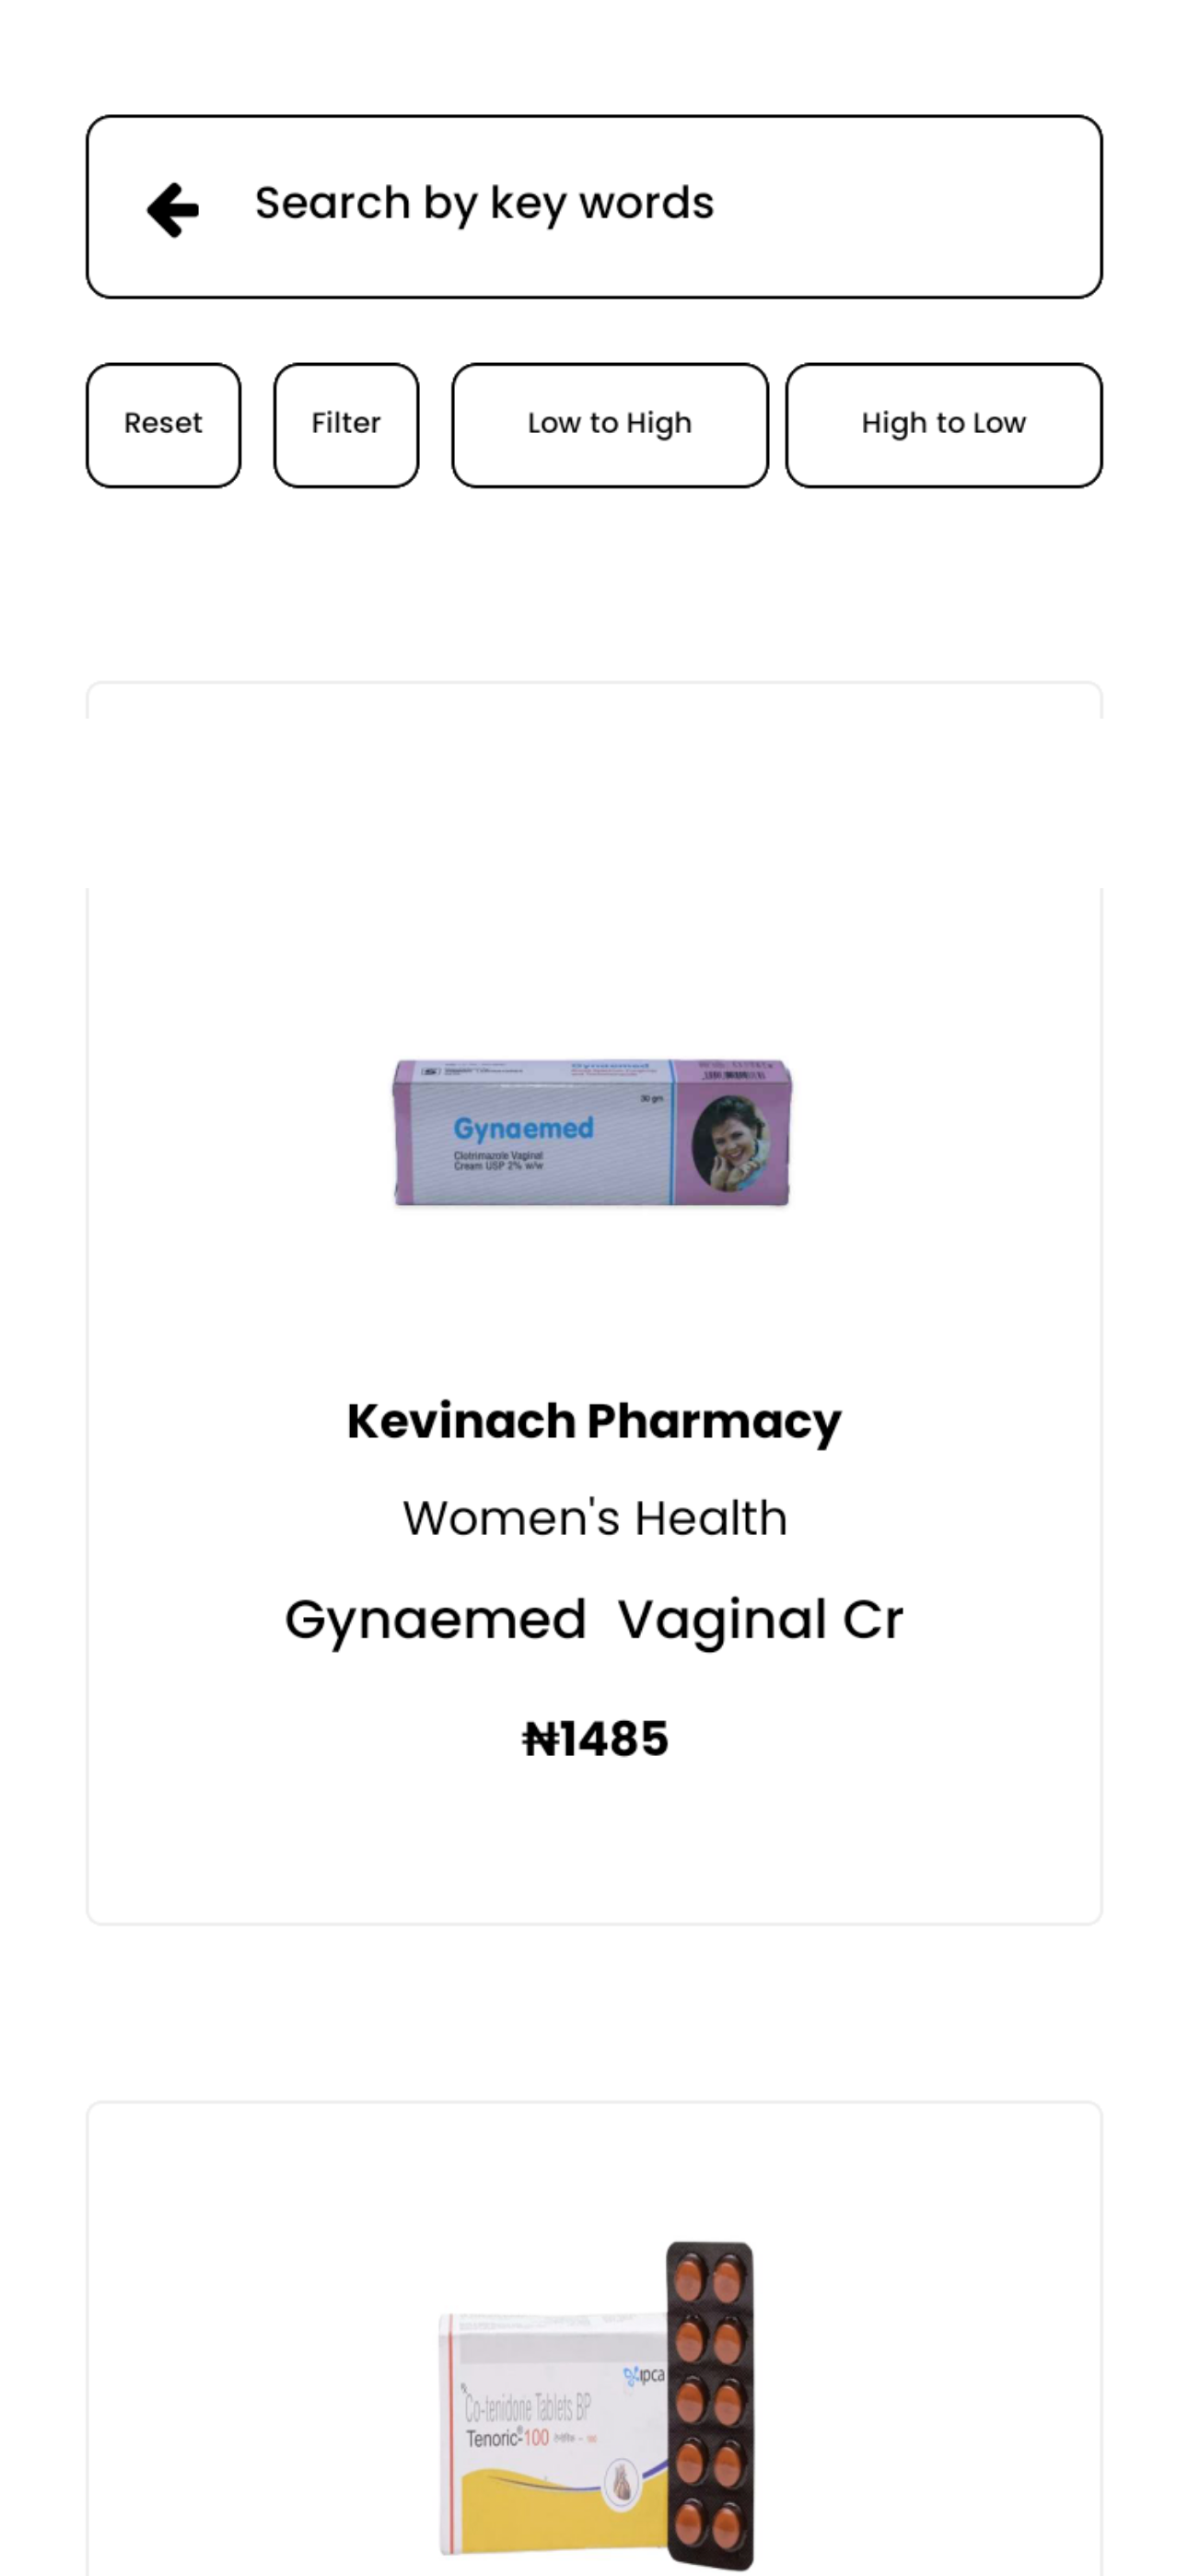 Search by key words
Reset
Filter
Low to High
High to Low
Gynaemed
30 gm
Gynaemed
Clotrimazole Vaginal
Cream USP 2% w/w
Kevinach Pharmacy
Women's Health
Gynaemed  Vaginal Cr
₦1485
ipca
Co-tenidone Tablets BP
Tenoric®-100